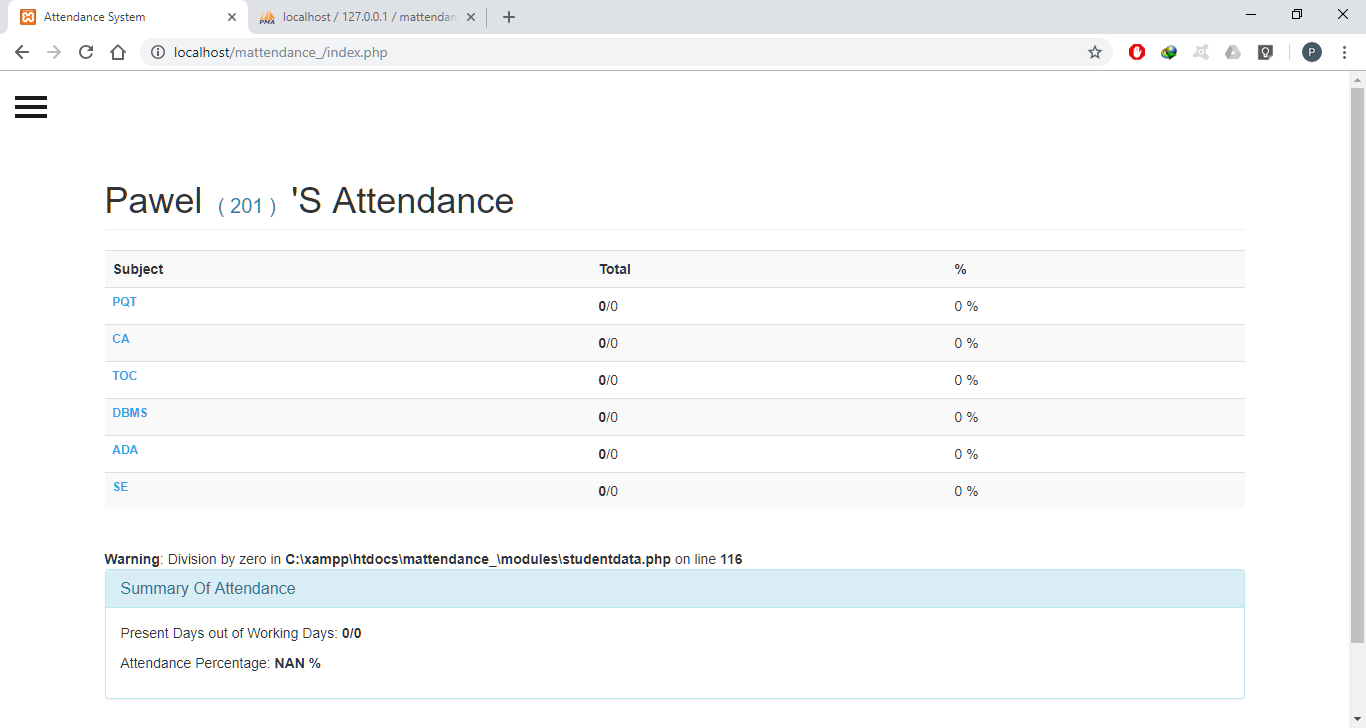 Attendance System
PMA localhost / 127.0.0.1 / mattendan
localhost/mattendance_/index.php
P
Pawel ( 201 ) 'S Attendance
Subject Total %
PQT 0/0 0 %
CA 0/0 0 %
TOC 0/0 0 %
DBMS 0/0 0 %
ADA 0/0 0 %
SE 0/0 0 %
Warning: Division by zero in C:\xampp\htdocs\mattendance_\modules\studentdata.php on line 116
Summary Of Attendance
Present Days out of Working Days: 0/0
Attendance Percentage: NAN %